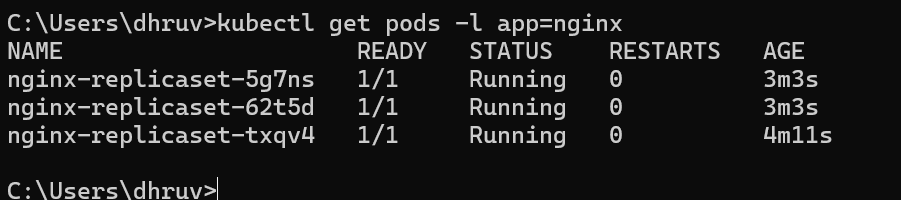 C:\Users\dhruv>kubectl get pods -l app=nginx
NAME                     READY   STATUS    RESTARTS   AGE
nginx-replicaset-5g7ns   1/1     Running   0          3m3s
nginx-replicaset-62t5d   1/1     Running   0          3m3s
nginx-replicaset-txqv4   1/1     Running   0          4m11s
C:\Users\dhruv>